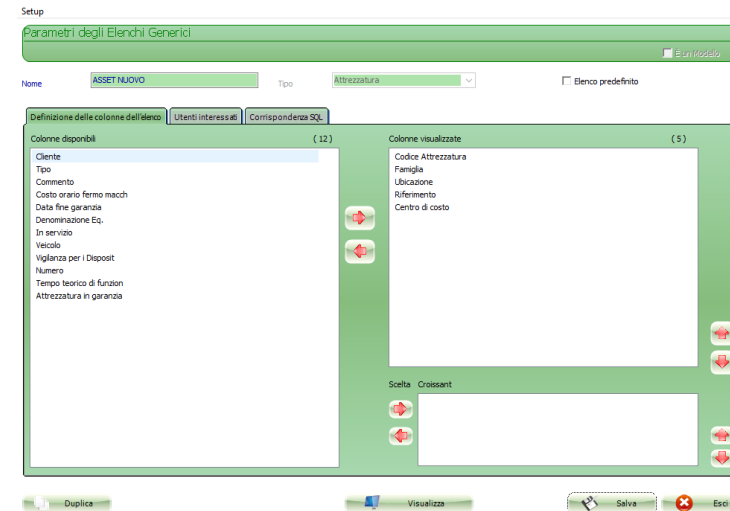 Setup
Parametri degli Elenchi Generici
E un Modello
Nome ASSET NUOVO Tipo Attrezzatura Elenco predefinito
Definizione delle colonne dell'elenco Utenti interessati Corrispondenza SQL
Colonne disponibili ( 12 ) Colonne visualizzate ( 5 )
Cliente
Tipo
Commento
Costo orario fermo macch
Data fine garanzia
Denominazione Eq.
In servizio
Veicolo
Vigilanza per i Disposit
Numero
Tempo teorico di funzion
Attrezzatura in garanzia
Codice Attrezzatura
Famiglia
Ubicazione
Riferimento
Centro di costo
Scelta Croissant
Duplica Visualizza Salva Esci